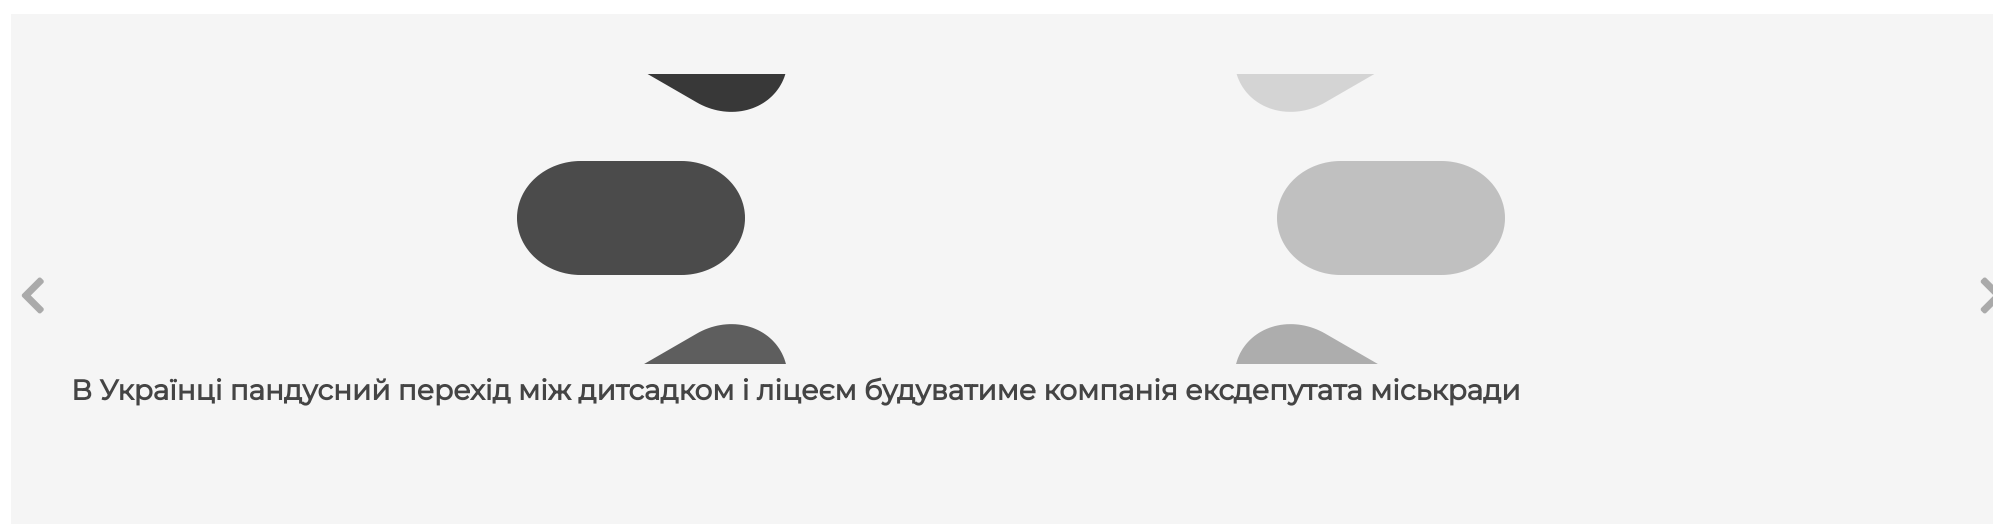 В Українці пандусний перехід між дитсадком і ліцеєм будуватиме компанія ексдепутата міськради